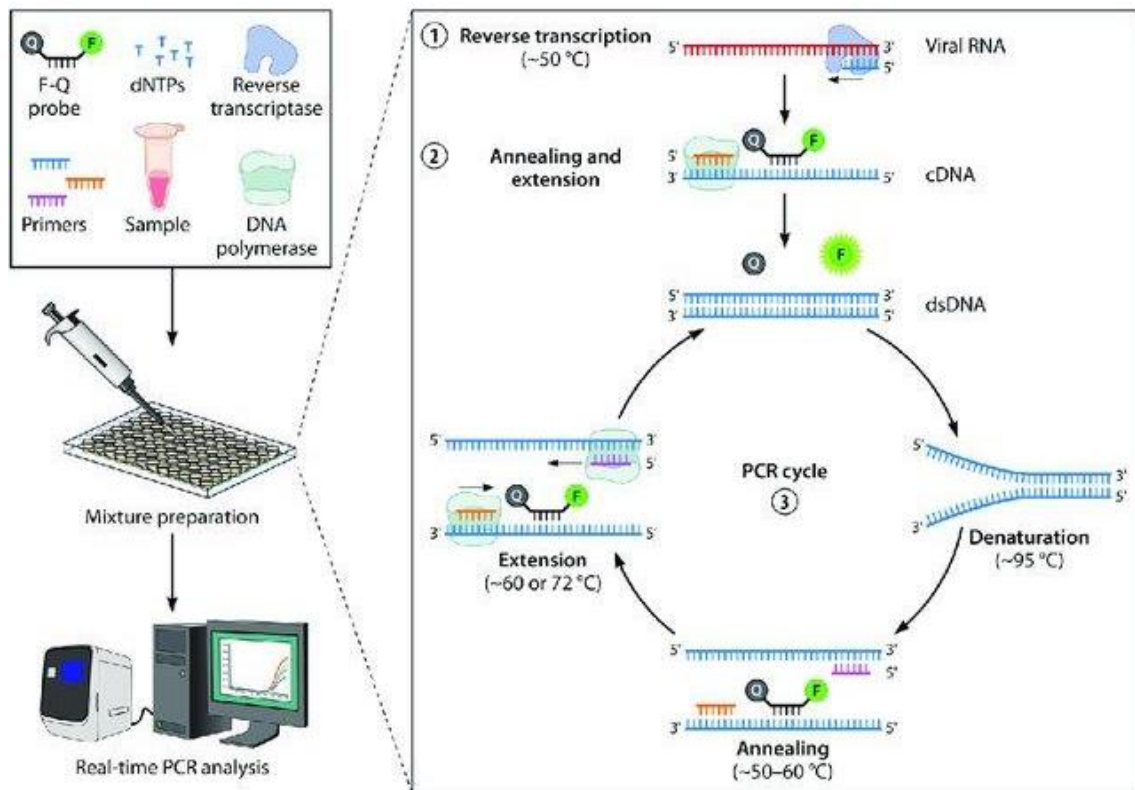 Q
F
F-Q
probe
dNTPs
Reverse
transcriptase
Primers
Sample
DNA
polymerase
Mixture preparation
Real-time PCR analysis
1 Reverse transcription
(~50 °C)
5' 3'
5'
Viral RNA
2 Annealing and
extension
Q F
5'
3' 5'
cDNA
Q F
5' 3'
3' 5'
dsDNA
PCR cycle
3
5'
3'
3'
5'
Denaturation
(~95 °C)
5' 3'
5'
Q F
3' 5'
Annealing
(~50–60 °C)
5' 3'
5'
Q F
3' 5'
Extension
(~60 or 72 °C)